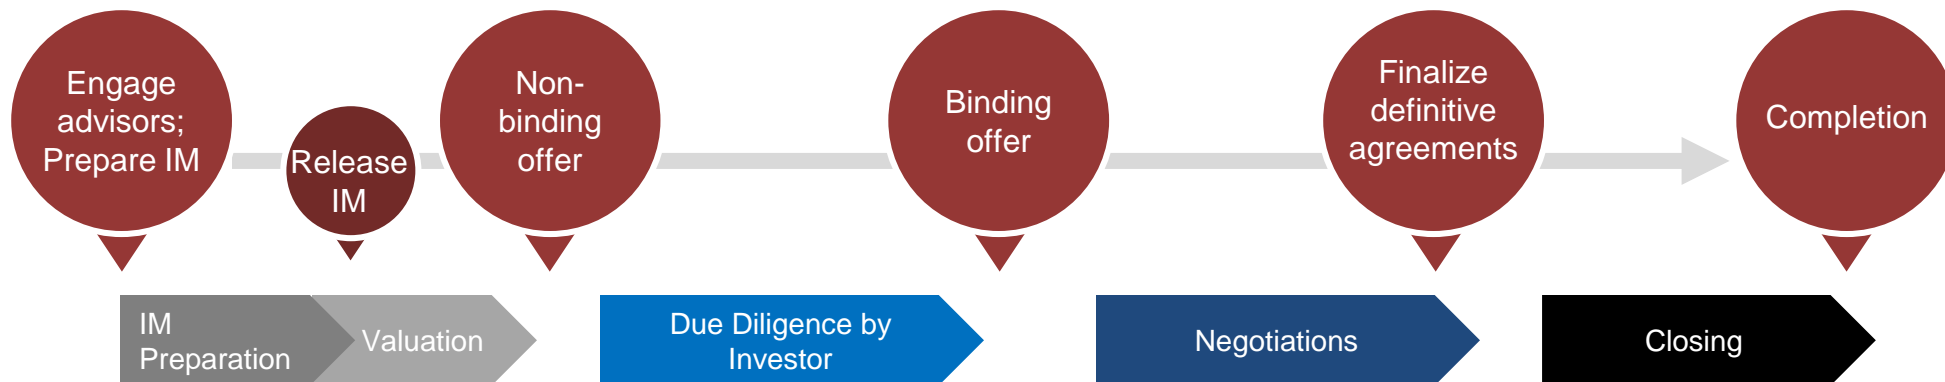 Engage
advisors;
Prepare IM
Release
IM
Non-
binding
offer
Binding
offer
Finalize
definitive
agreements
Completion
IM
Preparation
Valuation
Due Diligence by
Investor
Negotiations
Closing